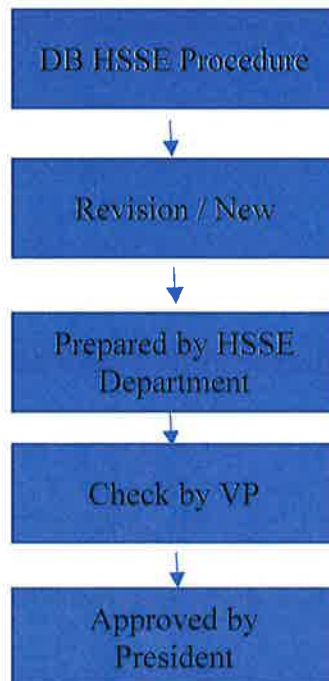 DB HSSE Procedure
Revision / New
Prepared by HSSE
Department
Check by VP
Approved by
President